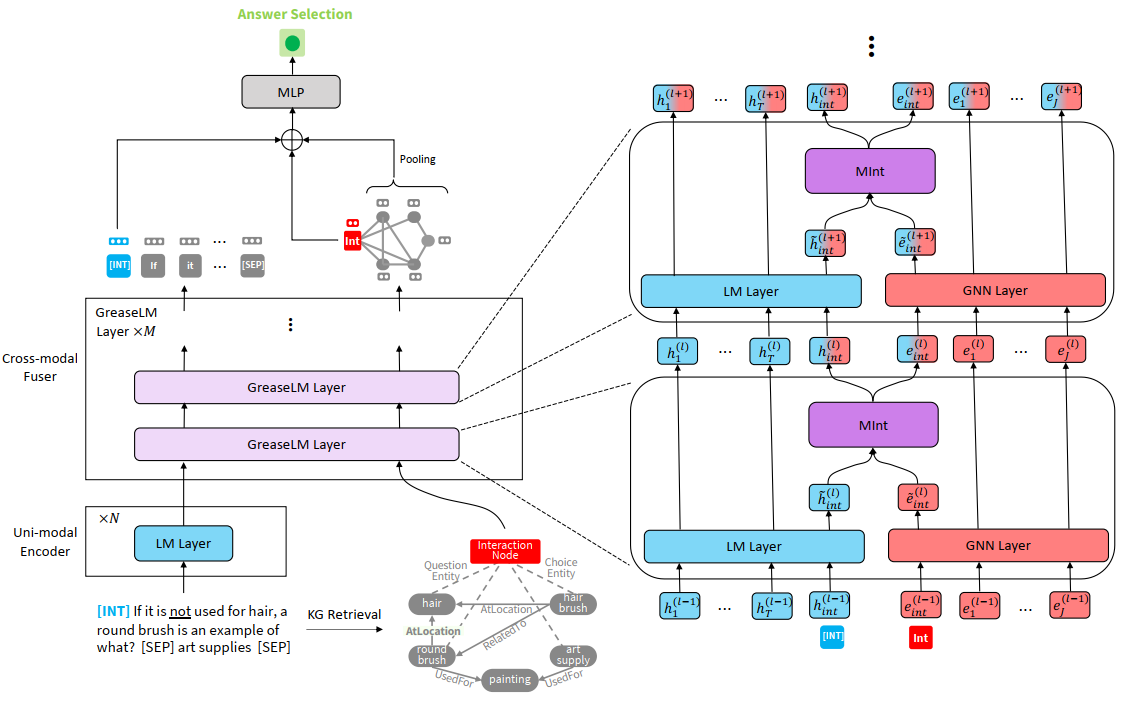 Answer Selection
MLP
Pooling
Int
[INT]
If
it
...
[SEP]
GreaseLM
Layer ×M
Cross-modal
Fuser
GreaseLM Layer
GreaseLM Layer
×N
Uni-modal
Encoder
LM Layer
[INT] If it is not used for hair, a
round brush is an example of
what? [SEP] art supplies [SEP]
KG Retrieval
Interaction
Node
Question
Entity
Choice
Entity
hair
hair
brush
AtLocation
AtLocation
RelatedTo
round
brush
art
supply
UsedFor
painting
UsedFor
h_1^{(l+1)} ... h_T^{(l+1)} h_{int}^{(l+1)} e_{int}^{(l+1)} e_1^{(l+1)} ... e_J^{(l+1)}
MInt
h̃_{int}^{(l+1)} ẽ_{int}^{(l+1)}
LM Layer GNN Layer
h_1^{(l)} ... h_T^{(l)} h_{int}^{(l)} e_{int}^{(l)} e_1^{(l)} ... e_J^{(l)}
MInt
h̃_{int}^{(l)} ẽ_{int}^{(l)}
LM Layer GNN Layer
h_1^{(l-1)} ... h_T^{(l-1)} h_{int}^{(l-1)} e_{int}^{(l-1)} e_1^{(l-1)} ... e_J^{(l-1)}
[INT] Int